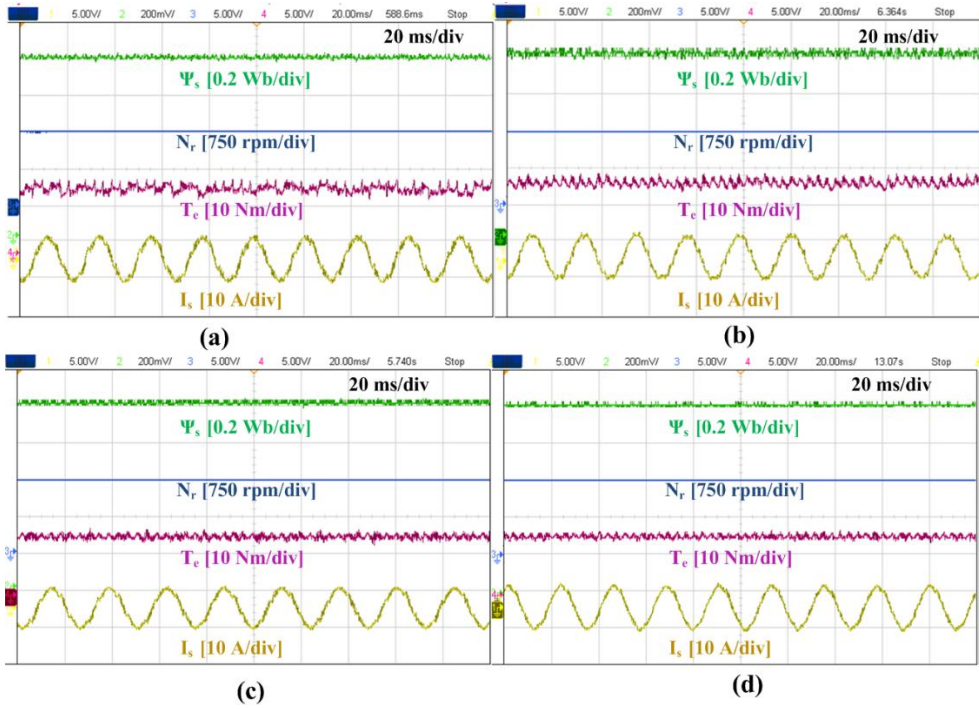 1 5.00V/ 2 200mV/ 3 5.00V/ 4 5.00V/ 20.00ms/ 588.6ms Stop
20 ms/div
Ψs [0.2 Wb/div]
Nr [750 rpm/div]
Te [10 Nm/div]
Is [10 A/div]
(a)
1 5.00V/ 2 200mV/ 3 5.00V/ 4 5.00V/ 20.00ms/ 6.364s Stop
20 ms/div
Ψs [0.2 Wb/div]
Nr [750 rpm/div]
Te [10 Nm/div]
Is [10 A/div]
(b)
1 5.00V/ 2 200mV/ 3 5.00V/ 4 5.00V/ 20.00ms/ 5.740s Stop
20 ms/div
Ψs [0.2 Wb/div]
Nr [750 rpm/div]
Te [10 Nm/div]
Is [10 A/div]
(c)
1 5.00V/ 2 200mV/ 3 5.00V/ 4 5.00V/ 20.00ms/ 13.07s Stop
20 ms/div
Ψs [0.2 Wb/div]
Nr [750 rpm/div]
Te [10 Nm/div]
Is [10 A/div]
(d)